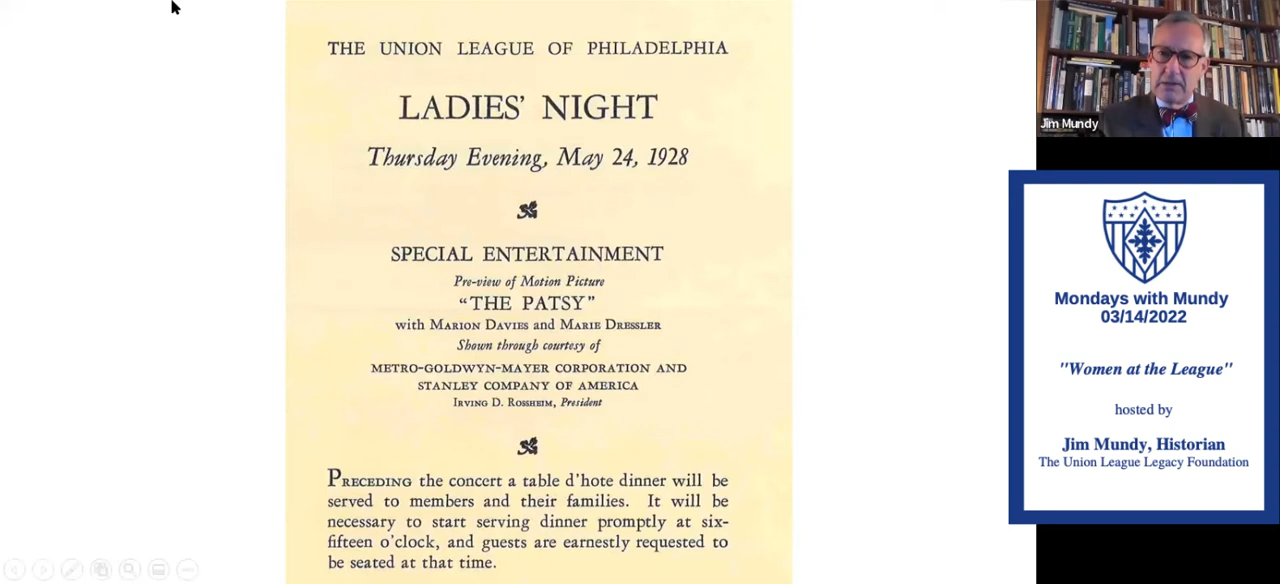 THE UNION LEAGUE OF PHILADELPHIA
LADIES' NIGHT
Thursday Evening, May 24, 1928
SPECIAL ENTERTAINMENT
Pre-view of Motion Picture
"THE PATSY"
with MARION DAVIES and MARIE DRESSLER
Shown through courtesy of
METRO-GOLDWYN-MAYER CORPORATION AND
STANLEY COMPANY OF AMERICA
IRVING D. ROSSHEIM, President
PRECEDING the concert a table d'hote dinner will be
served to members and their families. It will be
necessary to start serving dinner promptly at six-
fifteen o'clock, and guests are earnestly requested to
be seated at that time.
Jim Mundy
Mondays with Mundy
03/14/2022
"Women at the League"
hosted by
Jim Mundy, Historian
The Union League Legacy Foundation